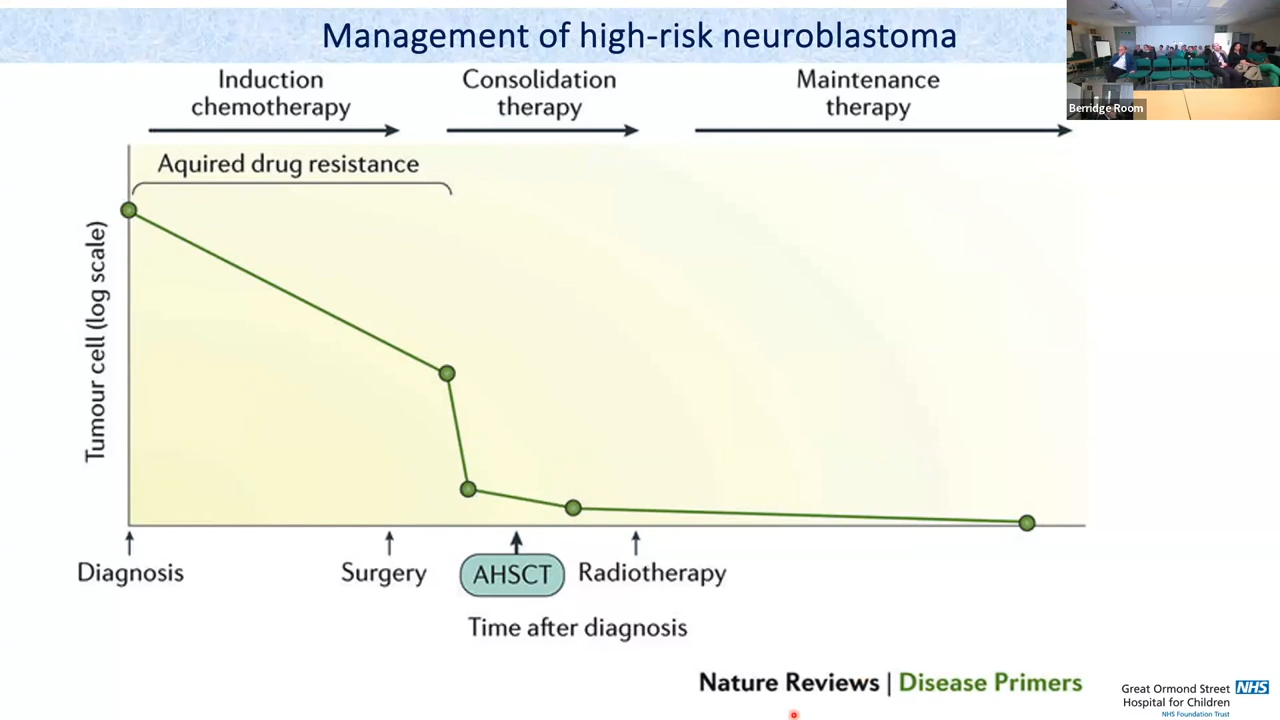 Management of high-risk neuroblastoma
Berridge Room
Induction
chemotherapy
Consolidation
therapy
Maintenance
therapy
Aquired drug resistance
Tumour cell (log scale)
Diagnosis
Surgery
AHSCT
Radiotherapy
Time after diagnosis
Nature Reviews | Disease Primers
Great Ormond Street NHS
Hospital for Children
NHS Foundation Trust